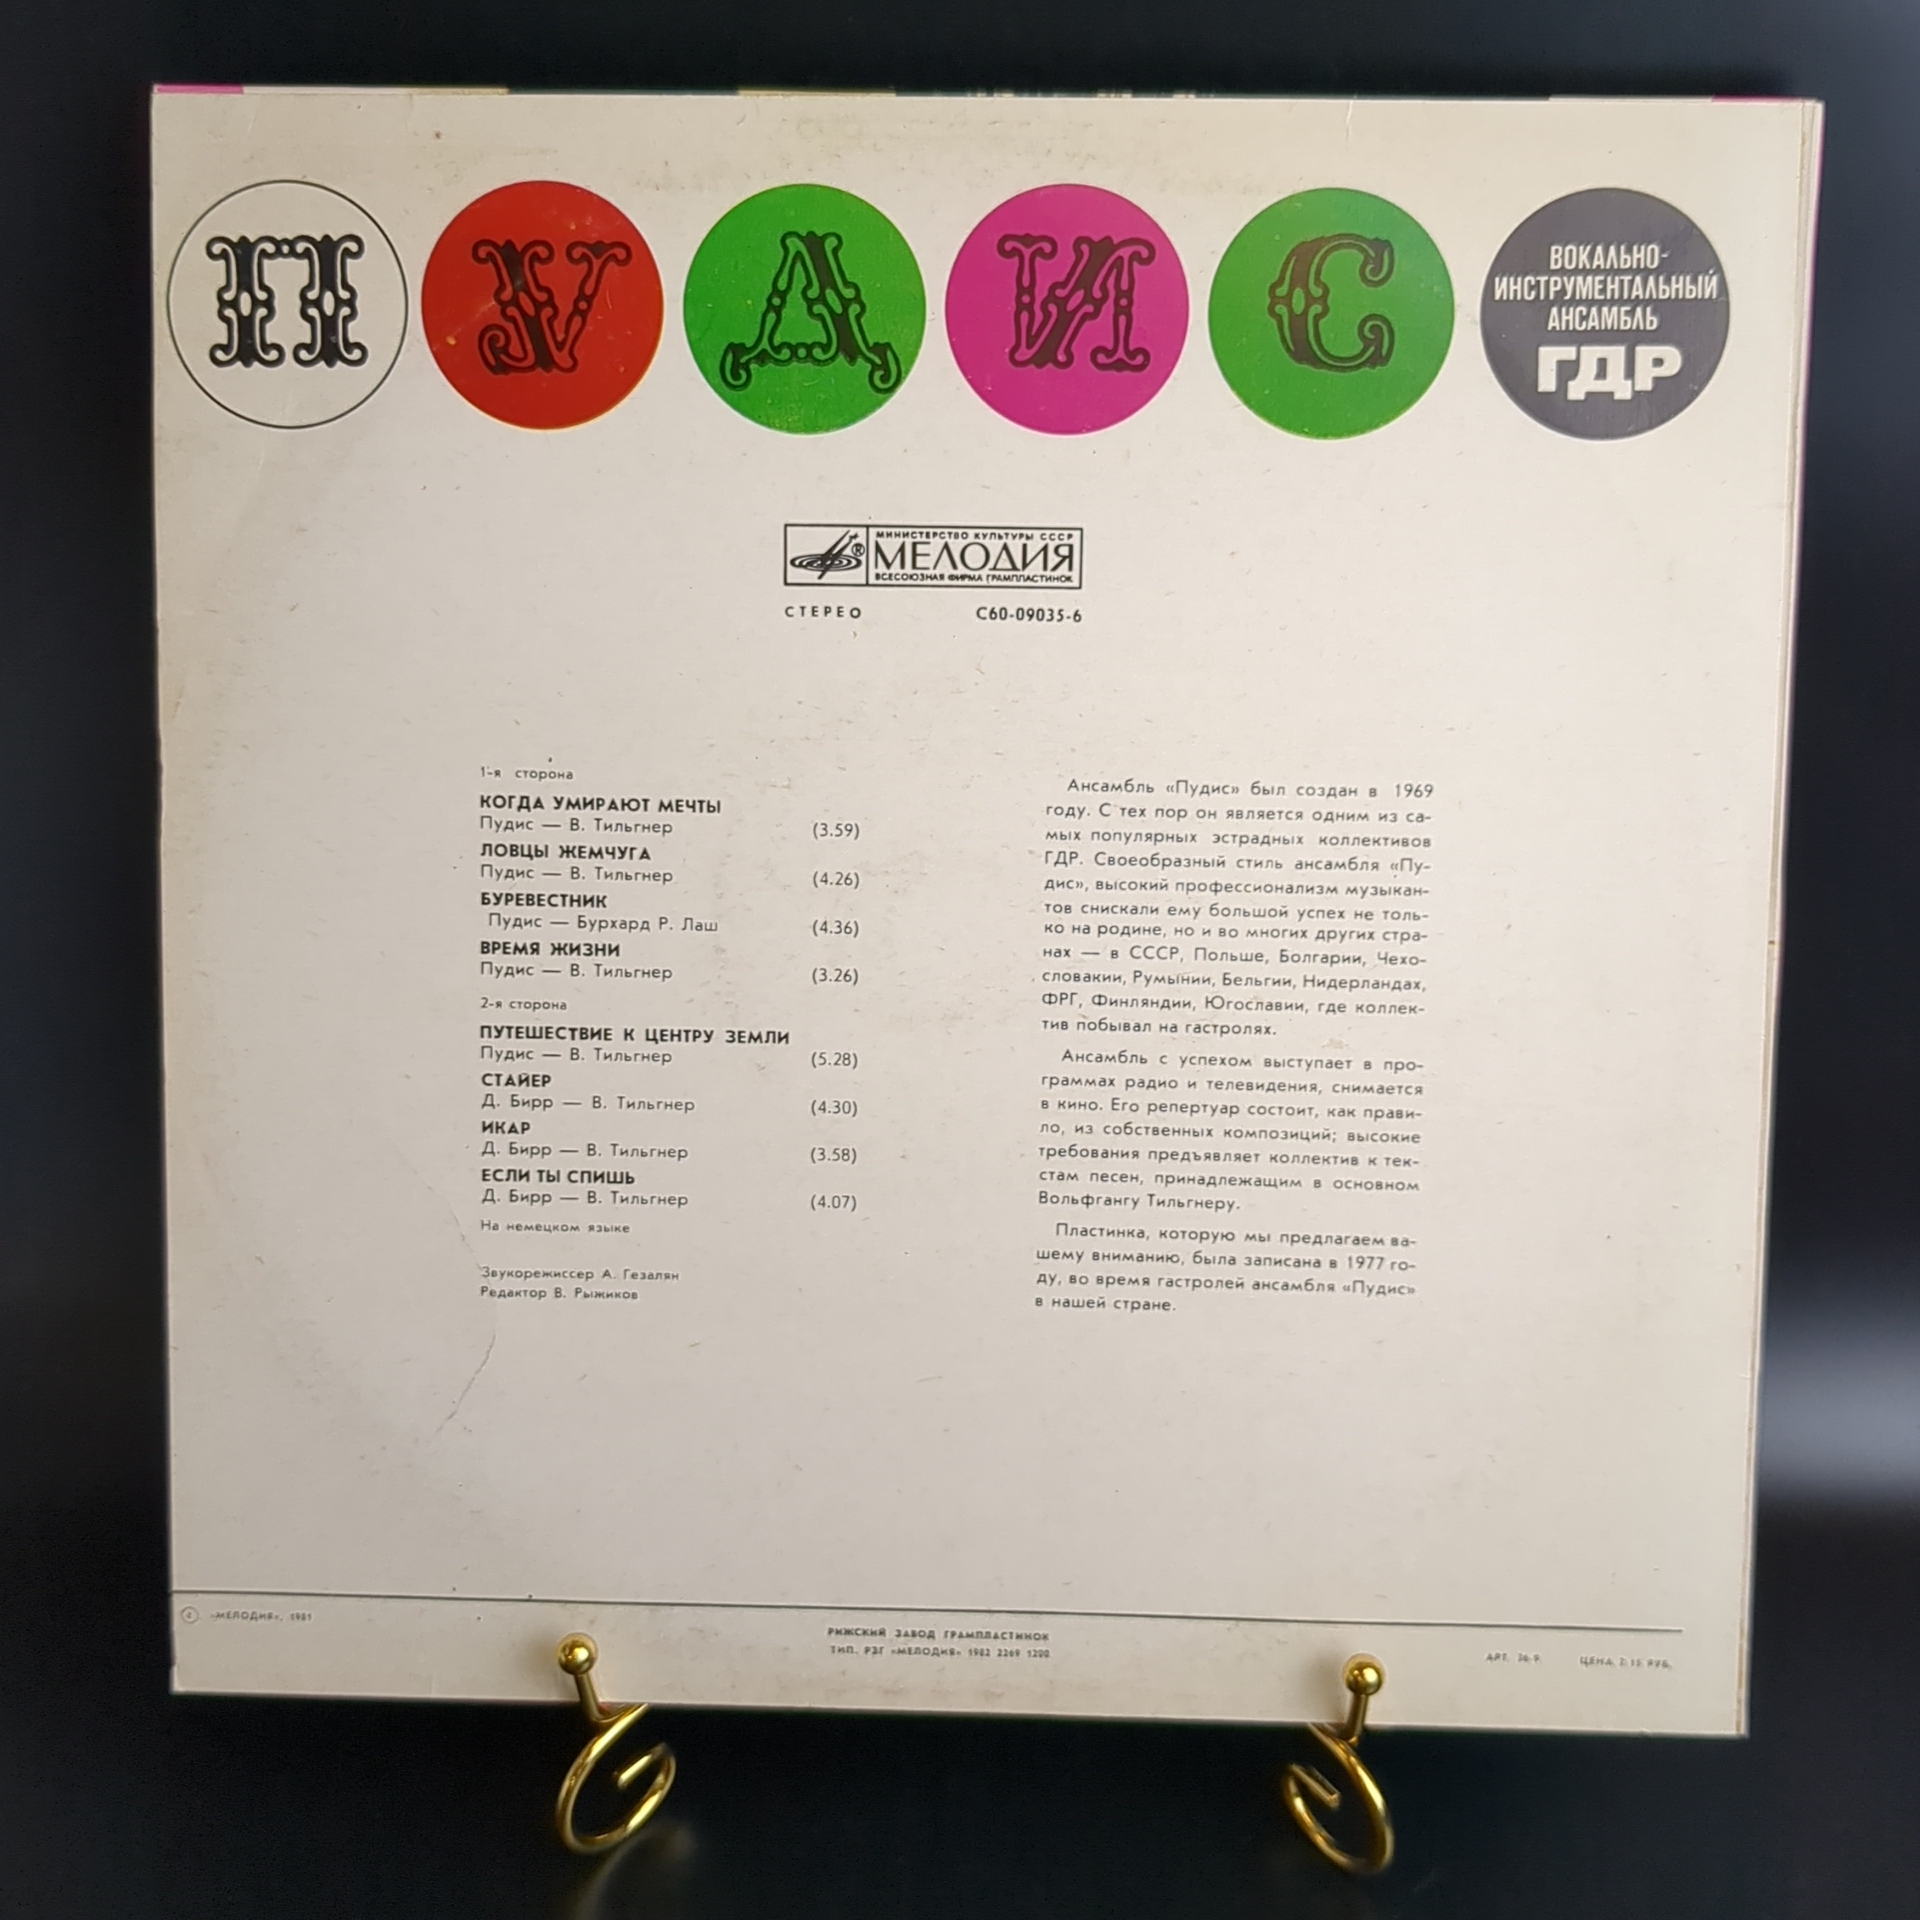 ПУДИС
ВОКАЛЬНО-
ИНСТРУМЕНТАЛЬНЫЙ
АНСАМБЛЬ
ГДР
МИНИСТЕРСТВО КУЛЬТУРЫ СССР
МЕЛОДИЯ
ВСЕСОЮЗНАЯ ФИРМА ГРАМПЛАСТИНОК
СТЕРЕО С60-09035-6
1-я сторона
КОГДА УМИРАЮТ МЕЧТЫ
Пудис — В. Тильгнер (3.59)
ЛОВЦЫ ЖЕМЧУГА
Пудис — В. Тильгнер (4.26)
БУРЕВЕСТНИК
Пудис — Бурхард Р. Лаш (4.36)
ВРЕМЯ ЖИЗНИ
Пудис — В. Тильгнер (3.26)
2-я сторона
ПУТЕШЕСТВИЕ К ЦЕНТРУ ЗЕМЛИ
Пудис — В. Тильгнер (5.28)
СТАЙЕР
Д. Бирр — В. Тильгнер (4.30)
ИКАР
Д. Бирр — В. Тильгнер (3.58)
ЕСЛИ ТЫ СПИШЬ
Д. Бирр — В. Тильгнер (4.07)
На немецком языке
Звукорежиссер А. Гезалян
Редактор В. Рыжиков
Ансамбль «Пудис» был создан в 1969
году. С тех пор он является одним из са-
мых популярных эстрадных коллективов
ГДР. Своеобразный стиль ансамбля «Пу-
дис», высокий профессионализм музыкан-
тов снискали ему большой успех не толь-
ко на родине, но и во многих других стра-
нах — в СССР, Польше, Болгарии, Чехо-
словакии, Румынии, Бельгии, Нидерландах,
ФРГ, Финляндии, Югославии, где коллек-
тив побывал на гастролях.
Ансамбль с успехом выступает в про-
граммах радио и телевидения, снимается
в кино. Его репертуар состоит, как прави-
ло, из собственных композиций; высокие
требования предъявляет коллектив к тек-
стам песен, принадлежащим в основном
Вольфгангу Тильгнеру.
Пластинка, которую мы предлагаем ва-
шему вниманию, была записана в 1977 го-
ду, во время гастролей ансамбля «Пудис»
в нашей стране.
«МЕЛОДИЯ», 1981
РИЖСКИЙ ЗАВОД ГРАМПЛАСТИНОК
ТИП. РЗГ «МЕЛОДИЯ» 1982 2269 1200
АРТ. ЦЕНА